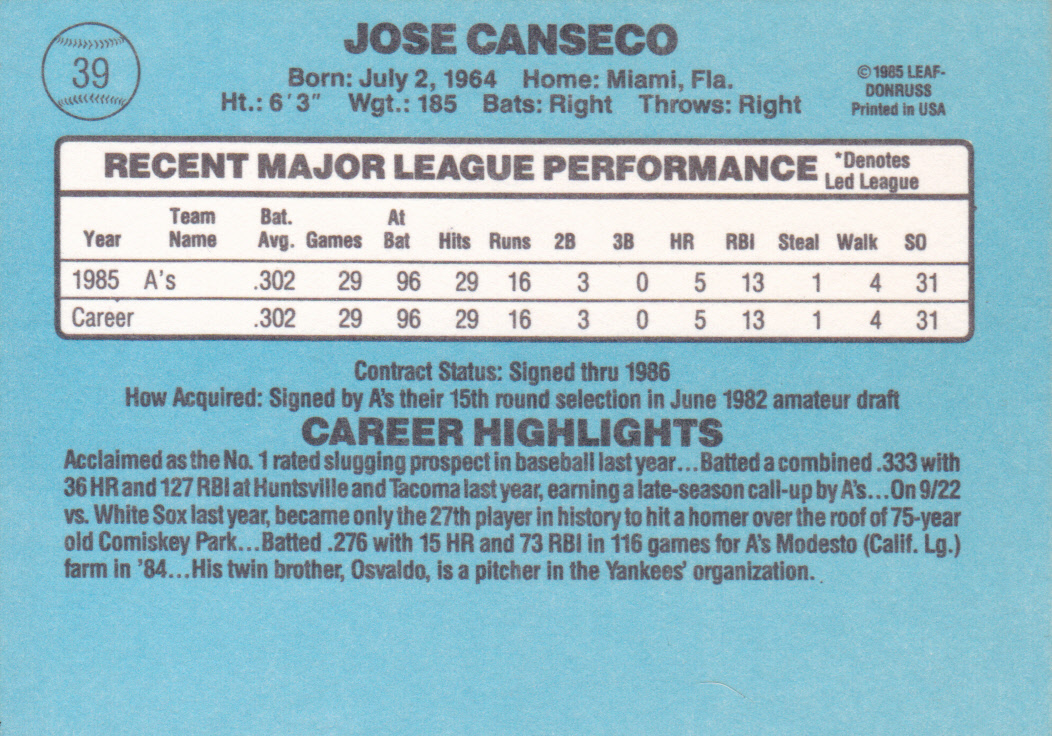 39
JOSE CANSECO
Born: July 2, 1964 Home: Miami, Fla.
Ht.: 6'3" Wgt.: 185 Bats: Right Throws: Right
©1985 LEAF-
DONRUSS
Printed in USA
RECENT MAJOR LEAGUE PERFORMANCE
*Denotes
Led League
Year Team Name Bat. Avg. Games At Bat Hits Runs 2B 3B HR RBI Steal Walk SO
1985 A's .302 29 96 29 16 3 0 5 13 1 4 31
Career .302 29 96 29 16 3 0 5 13 1 4 31
Contract Status: Signed thru 1986
How Acquired: Signed by A's their 15th round selection in June 1982 amateur draft
CAREER HIGHLIGHTS
Acclaimed as the No. 1 rated slugging prospect in baseball last year...Batted a combined .333 with
36 HR and 127 RBI at Huntsville and Tacoma last year, earning a late-season call-up by A's...On 9/22
vs. White Sox last year, became only the 27th player in history to hit a homer over the roof of 75-year
old Comiskey Park...Batted .276 with 15 HR and 73 RBI in 116 games for A's Modesto (Calif. Lg.)
farm in '84...His twin brother, Osvaldo, is a pitcher in the Yankees' organization.